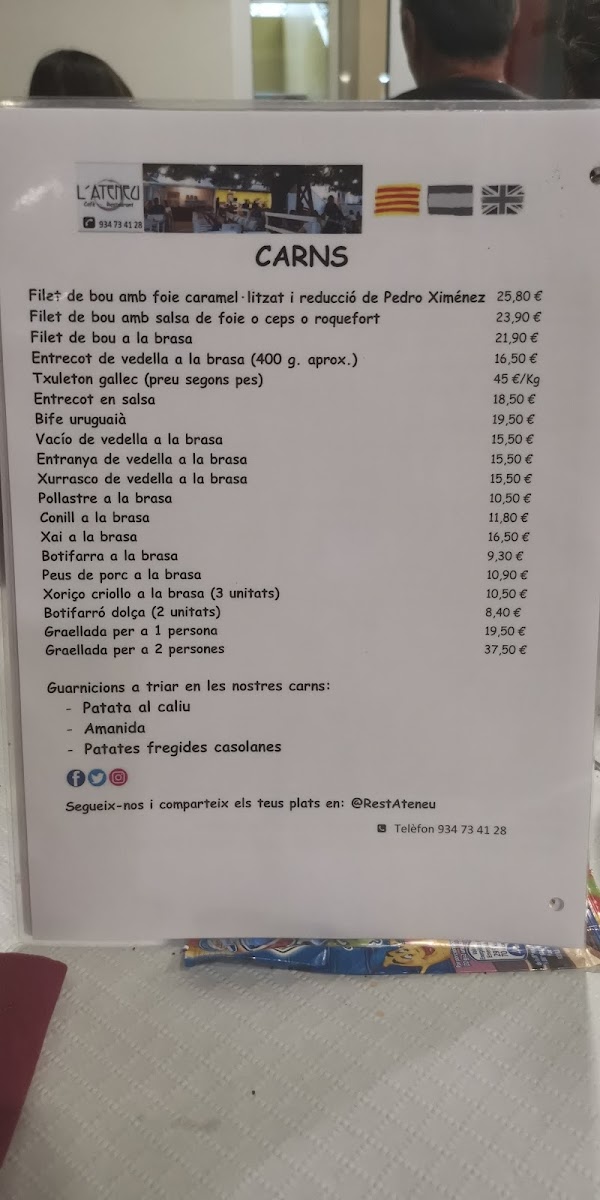 L'ATENEU
Cafè Restaurant
934 73 41 28
CARNS
Filet de bou amb foie caramel·litzat i reducció de Pedro Ximénez 25,80 €
Filet de bou amb salsa de foie o ceps o roquefort 23,90 €
Filet de bou a la brasa 21,90 €
Entrecot de vedella a la brasa (400 g. aprox.) 16,50 €
Txuleton gallec (preu segons pes) 45 €/Kg
Entrecot en salsa 18,50 €
Bife uruguaià 19,50 €
Vacío de vedella a la brasa 15,50 €
Entranya de vedella a la brasa 15,50 €
Xurrasco de vedella a la brasa 15,50 €
Pollastre a la brasa 10,50 €
Conill a la brasa 11,80 €
Xai a la brasa 16,50 €
Botifarra a la brasa 9,30 €
Peus de porc a la brasa 10,90 €
Xoriço criollo a la brasa (3 unitats) 10,50 €
Botifarró dolça (2 unitats) 8,40 €
Graellada per a 1 persona 19,50 €
Graellada per a 2 persones 37,50 €
Guarnicions a triar en les nostres carns:
- Patata al caliu
- Amanida
- Patates fregides casolanes
Segueix-nos i comparteix els teus plats en: @RestAteneu
Telèfon 934 73 41 28